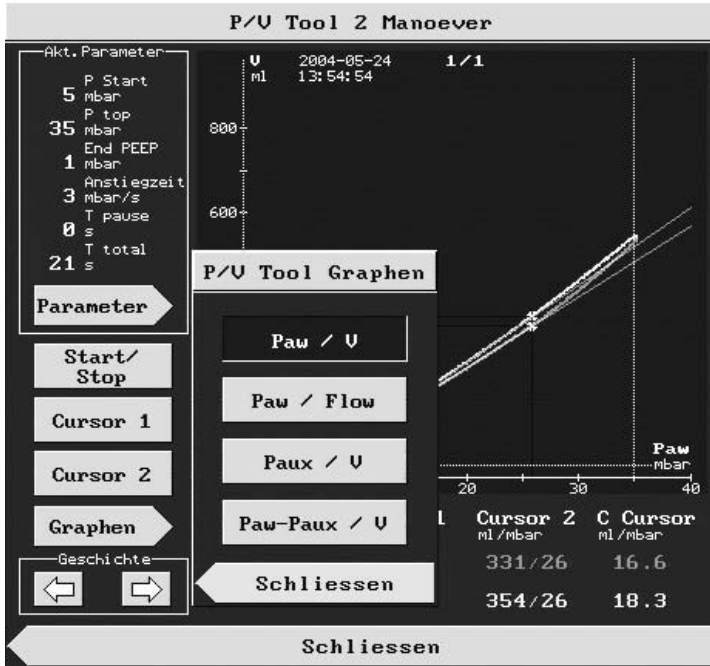 P/V Tool 2 Manoever
Akt.Parameter
P Start
5 mbar
P top
35 mbar
End PEEP
1 mbar
Anstiegzeit
3 mbar/s
T pause
0 s
T total
21 s
Parameter
Start/
Stop
Cursor 1
Cursor 2
Graphen
Geschichte
V 2004-05-24 1/1
ml 13:54:54
800
600
P/V Tool Graphen
Paw / V
Paw / Flow
Paux / V
Paw-Paux / V
Schliessen
Paw
mbar
20 30 40
1 Cursor 2 C Cursor
ml/mbar ml/mbar
331/26 16.6
354/26 18.3
Schliessen